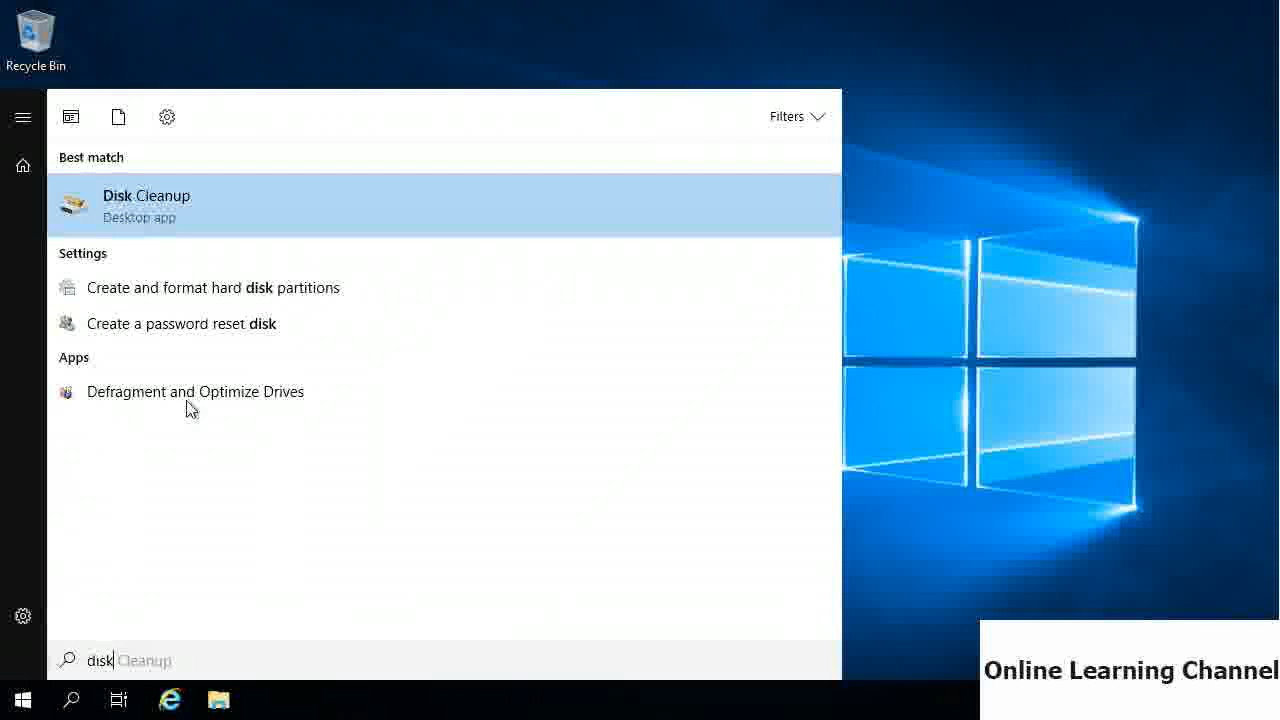 Recycle Bin
Filters
Best match
Disk Cleanup
Desktop app
Settings
Create and format hard disk partitions
Create a password reset disk
Apps
Defragment and Optimize Drives
disk Cleanup
Online Learning Channel